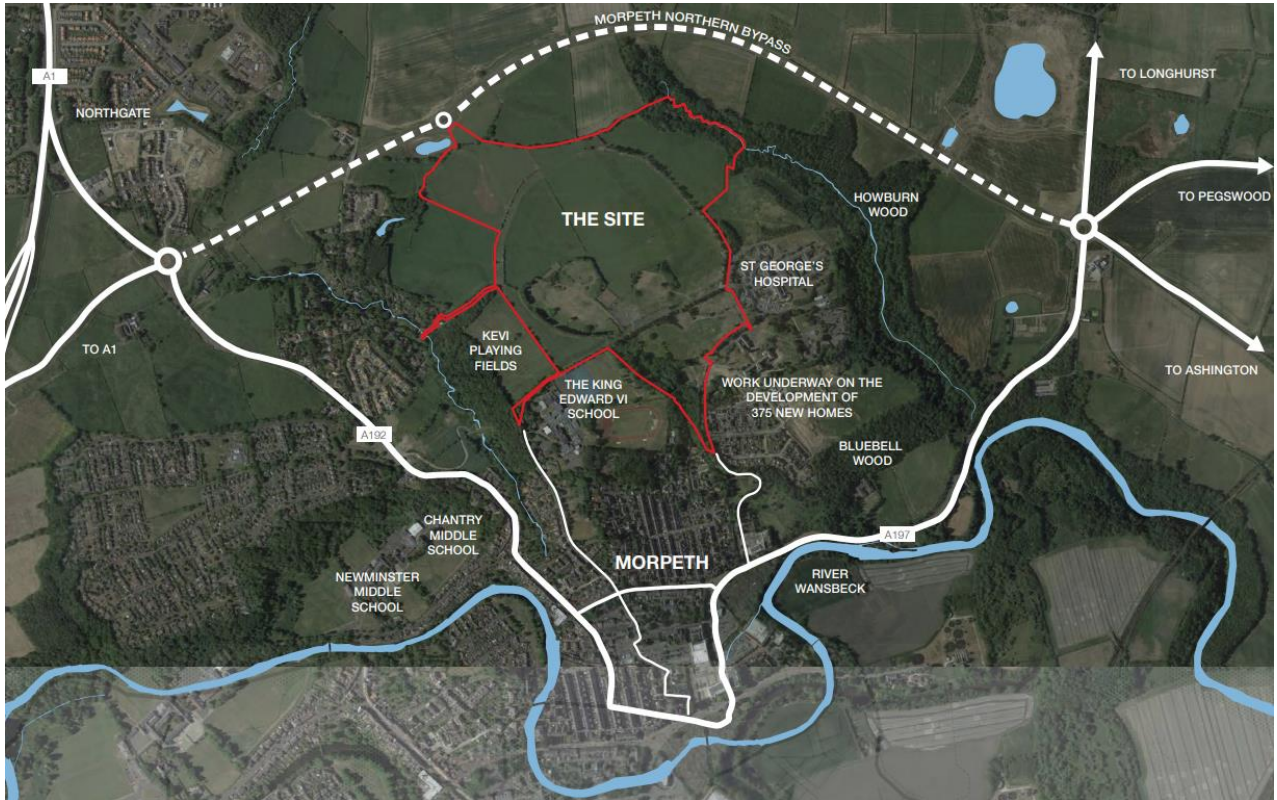 MORPETH NORTHERN BYPASS
A1
TO LONGHURST
NORTHGATE
TO PEGSWOOD
HOWBURN
WOOD
THE SITE
ST GEORGE'S
HOSPITAL
KEVI
PLAYING
FIELDS
TO A1
TO ASHINGTON
THE KING
EDWARD VI
SCHOOL
WORK UNDERWAY ON THE
DEVELOPMENT OF
375 NEW HOMES
A192
BLUEBELL
WOOD
CHANTRY
MIDDLE
SCHOOL
A197
MORPETH
NEWMINSTER
MIDDLE
SCHOOL
RIVER
WANSBECK